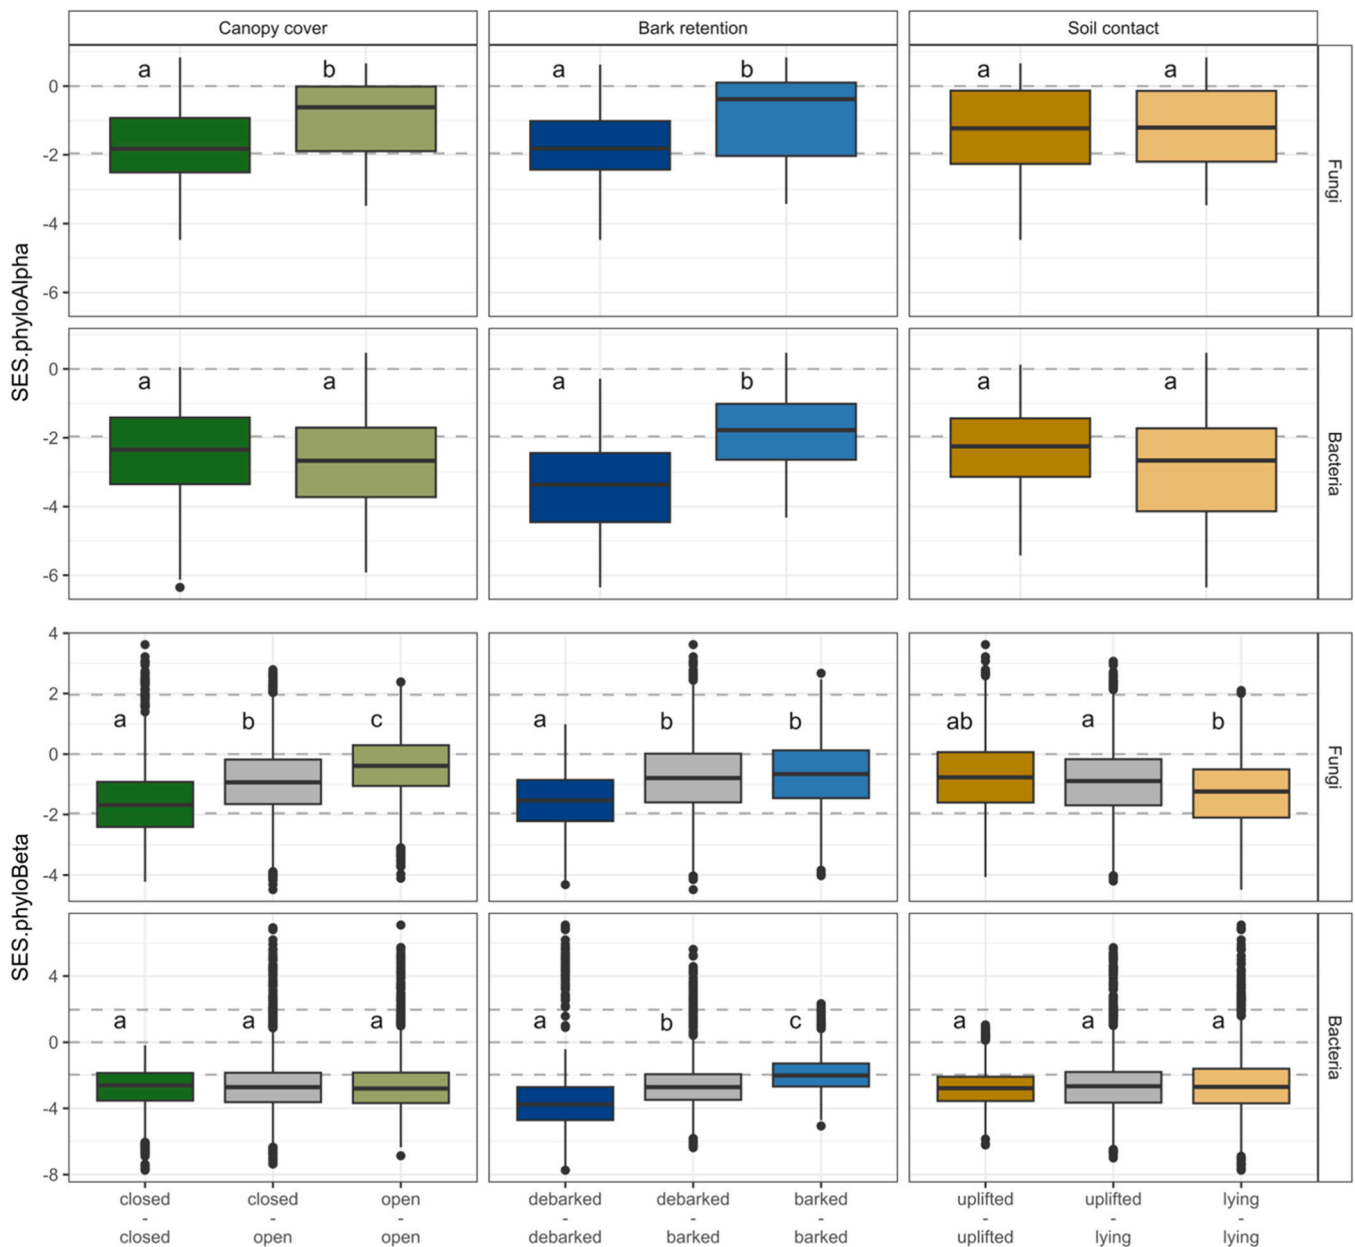 Canopy cover
Bark retention
Soil contact
SES.phyloAlpha
0
-2
-4
-6
a
b
a
b
a
a
Fungi
0
-2
-4
-6
a
a
a
b
a
a
Bacteria
SES.phyloBeta
4
2
0
-2
-4
a
b
c
a
b
b
ab
a
b
Fungi
4
0
-4
-8
a
a
a
a
b
c
a
a
a
Bacteria
closed
-
closed
closed
-
open
open
-
open
debarked
-
debarked
debarked
-
barked
barked
-
barked
uplifted
-
uplifted
uplifted
-
lying
lying
-
lying